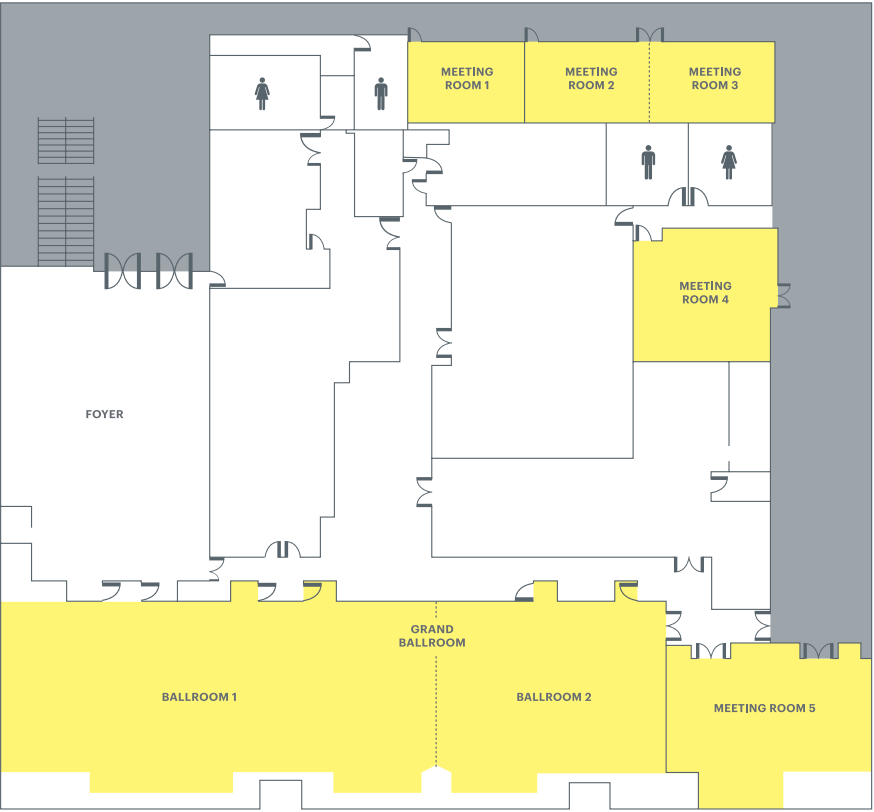 MEETING
ROOM 1
MEETING
ROOM 2
MEETING
ROOM 3
MEETING
ROOM 4
FOYER
GRAND
BALLROOM
BALLROOM 1
BALLROOM 2
MEETING ROOM 5